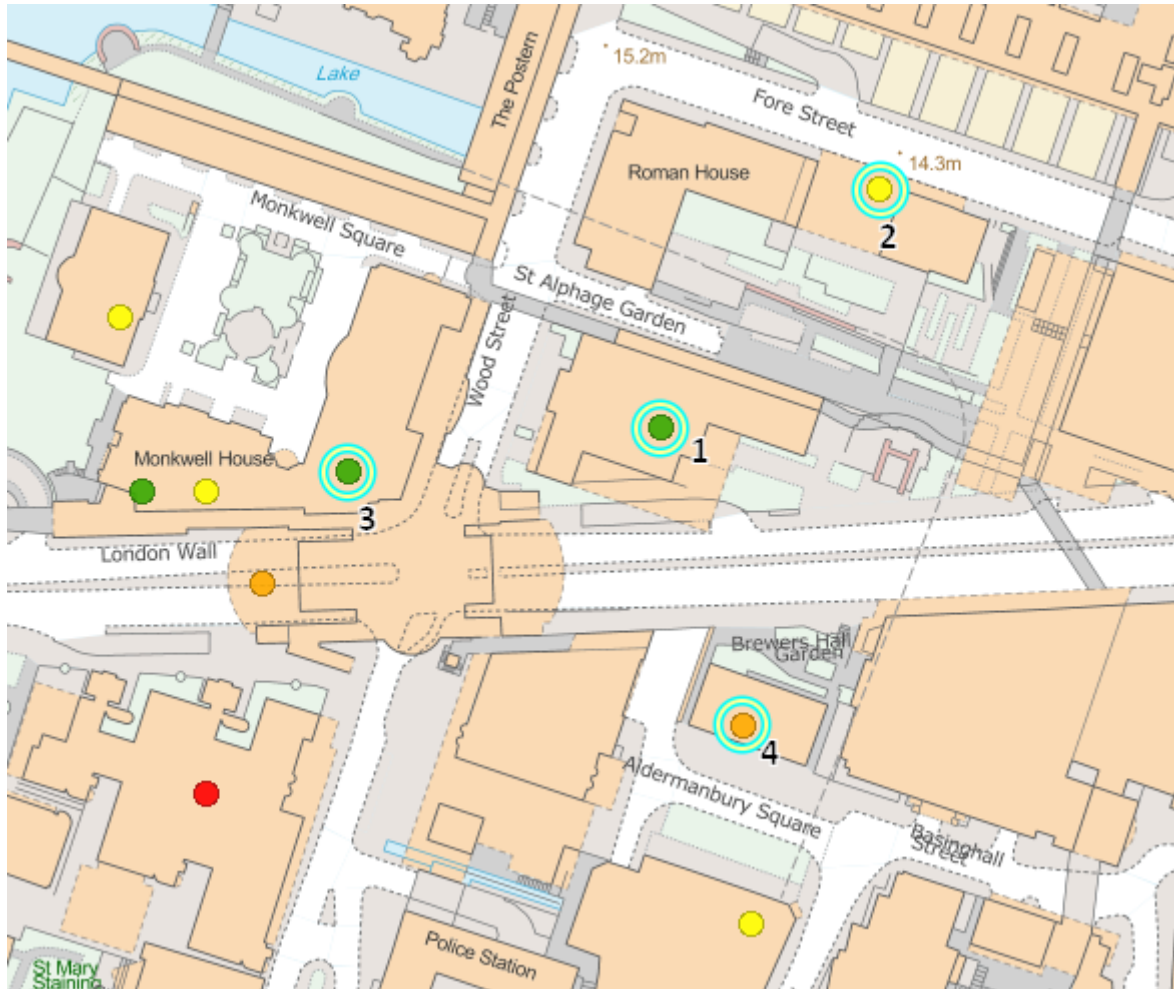 Lake
The Postern
15.2m
Fore Street
14.3m
Roman House
2
Monkwell Square
St Alphage Garden
Wood Street
1
Monkwell House
3
London Wall
Brewers Hall
Garden
4
Aldermanbury Square
Basinghall
Street
Police Station
St Mary
Staining